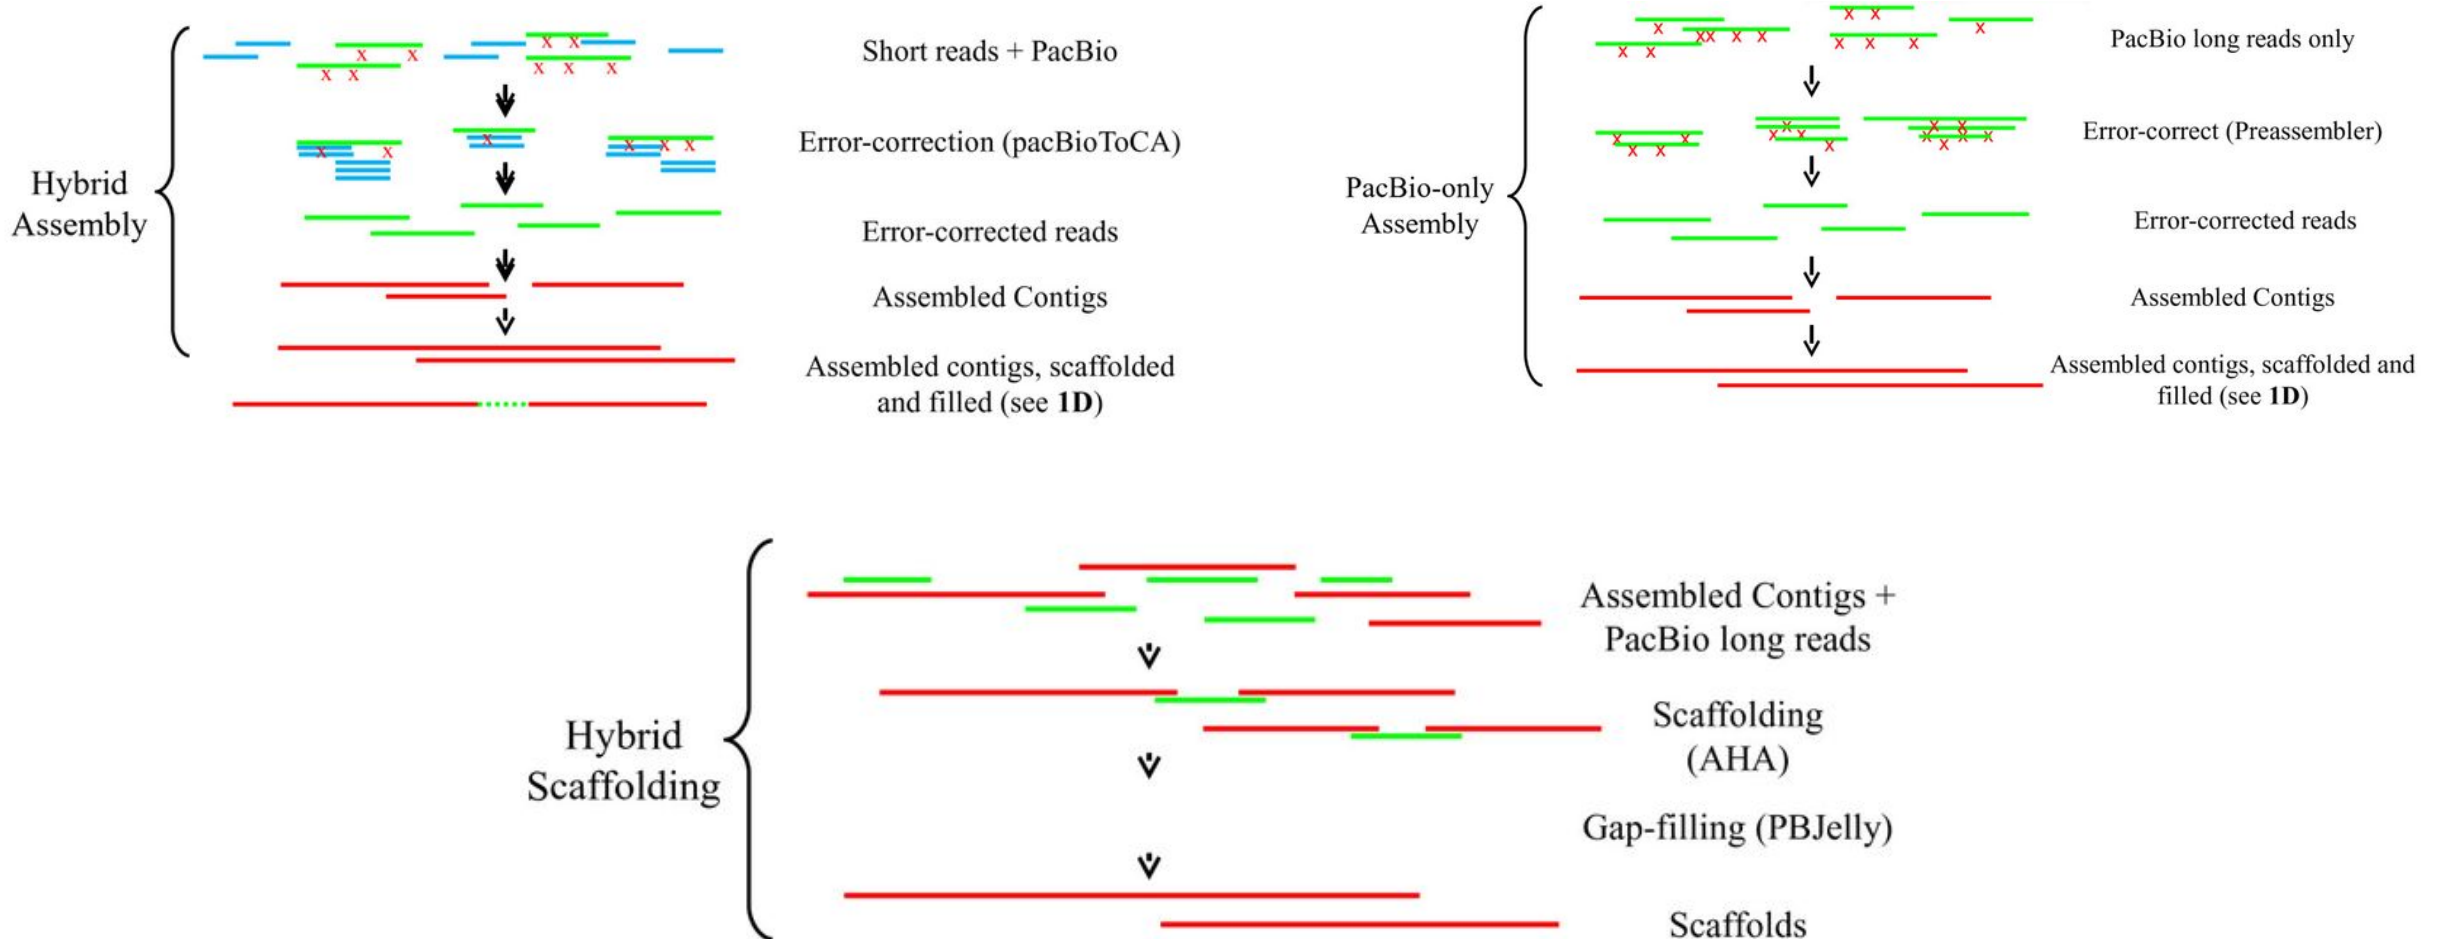 Hybrid
Assembly
Short reads + PacBio
Error-correction (pacBioToCA)
Error-corrected reads
Assembled Contigs
Assembled contigs, scaffolded
and filled (see 1D)
PacBio-only
Assembly
PacBio long reads only
Error-correct (Preassembler)
Error-corrected reads
Assembled Contigs
Assembled contigs, scaffolded and
filled (see 1D)
Hybrid
Scaffolding
Assembled Contigs +
PacBio long reads
Scaffolding
(AHA)
Gap-filling (PBJelly)
Scaffolds